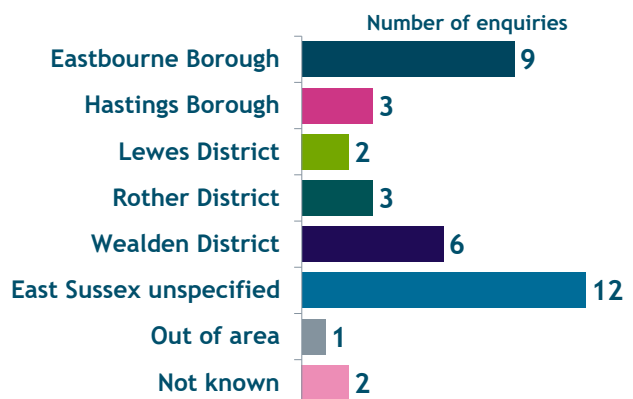 Number of enquiries
Eastbourne Borough 9
Hastings Borough 3
Lewes District 2
Rother District 3
Wealden District 6
East Sussex unspecified 12
Out of area 1
Not known 2